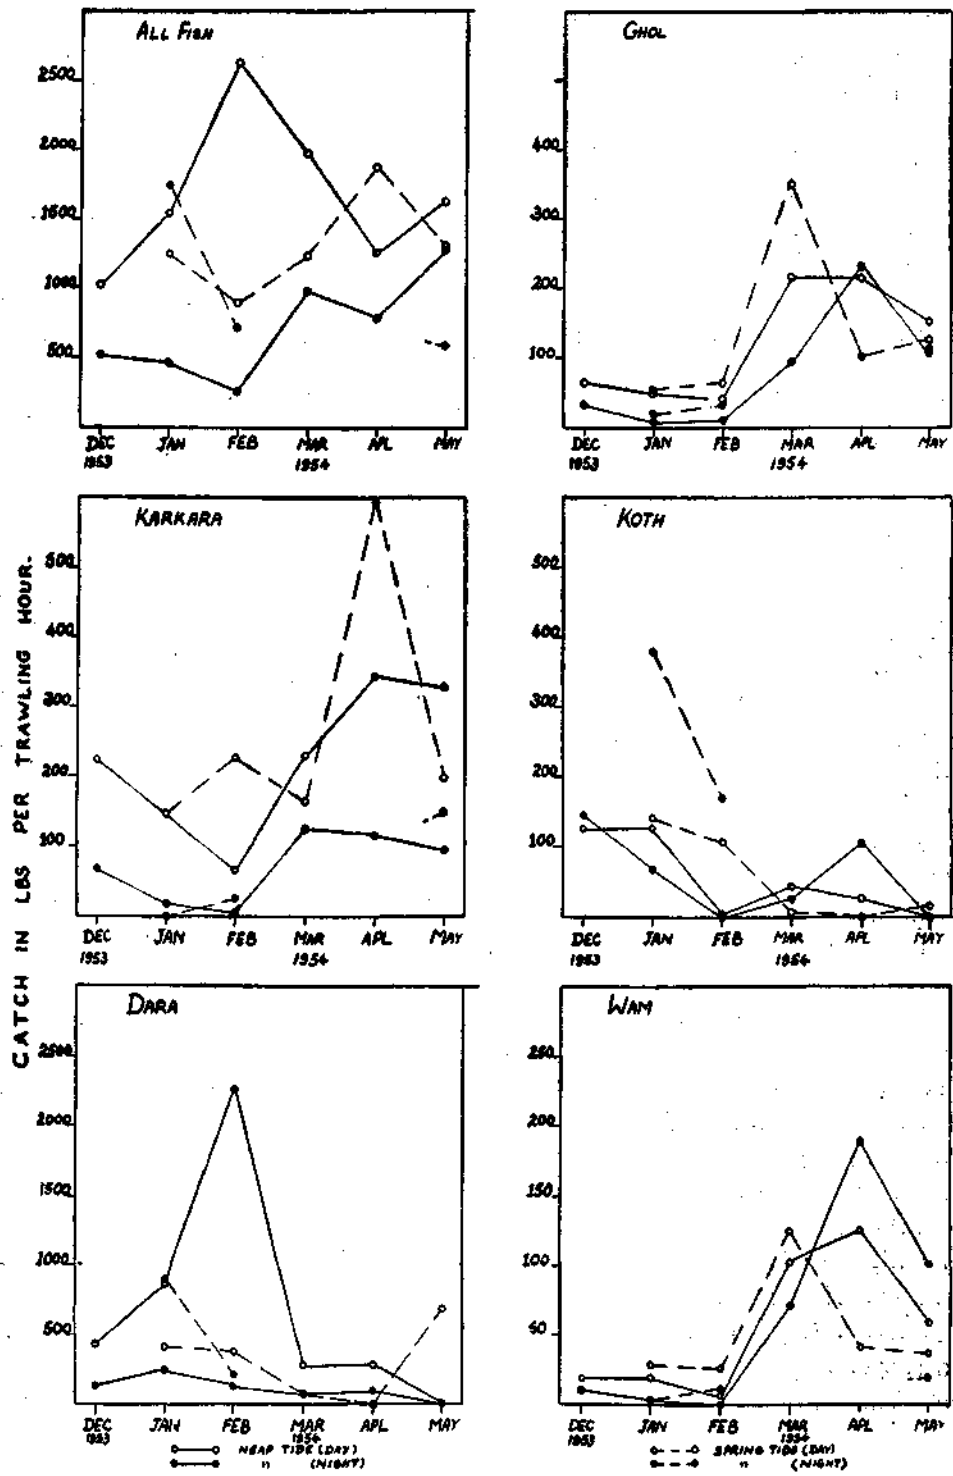 CATCH IN LBS PER TRAWLING HOUR.
ALL FISH
2500
2000
1500
1000
500
DEC JAN FEB MAR APL MAY
1953 1954
GHOL
400
300
200
100
DEC JAN FEB MAR APL MAY
1953 1954
KARKARA
500
400
300
200
100
DEC JAN FEB MAR APL MAY
1953 1954
KOTH
500
400
300
200
100
DEC JAN FEB MAR APL MAY
1953 1954
DARA
2500
2000
1500
1000
500
DEC JAN FEB MAR APL MAY
1953 1954
WAM
250
200
150
100
50
DEC JAN FEB MAR APL MAY
1953 1954
NEAP TIDE (DAY)
" (NIGHT)
SPRING TIDE (DAY)
" (NIGHT)